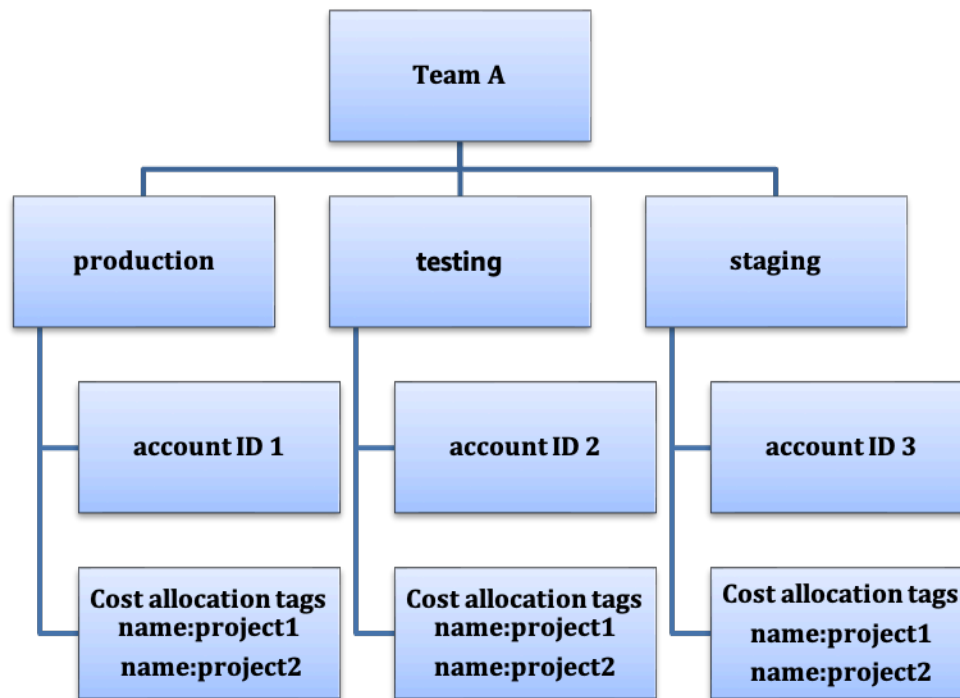 Team A
production
testing
staging
account ID 1
account ID 2
account ID 3
Cost allocation tags
name:project1
name:project2
Cost allocation tags
name:project1
name:project2
Cost allocation tags
name:project1
name:project2